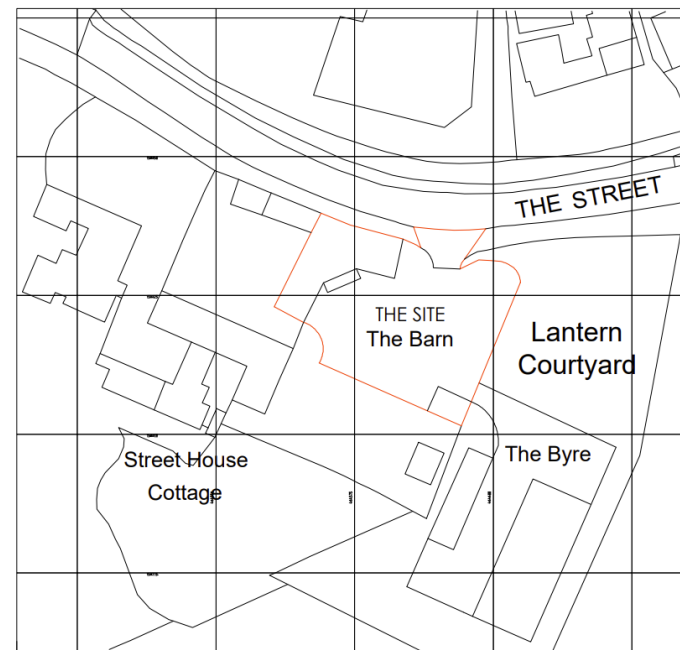 THE STREET
THE SITE
The Barn
Lantern
Courtyard
The Byre
Street House
Cottage